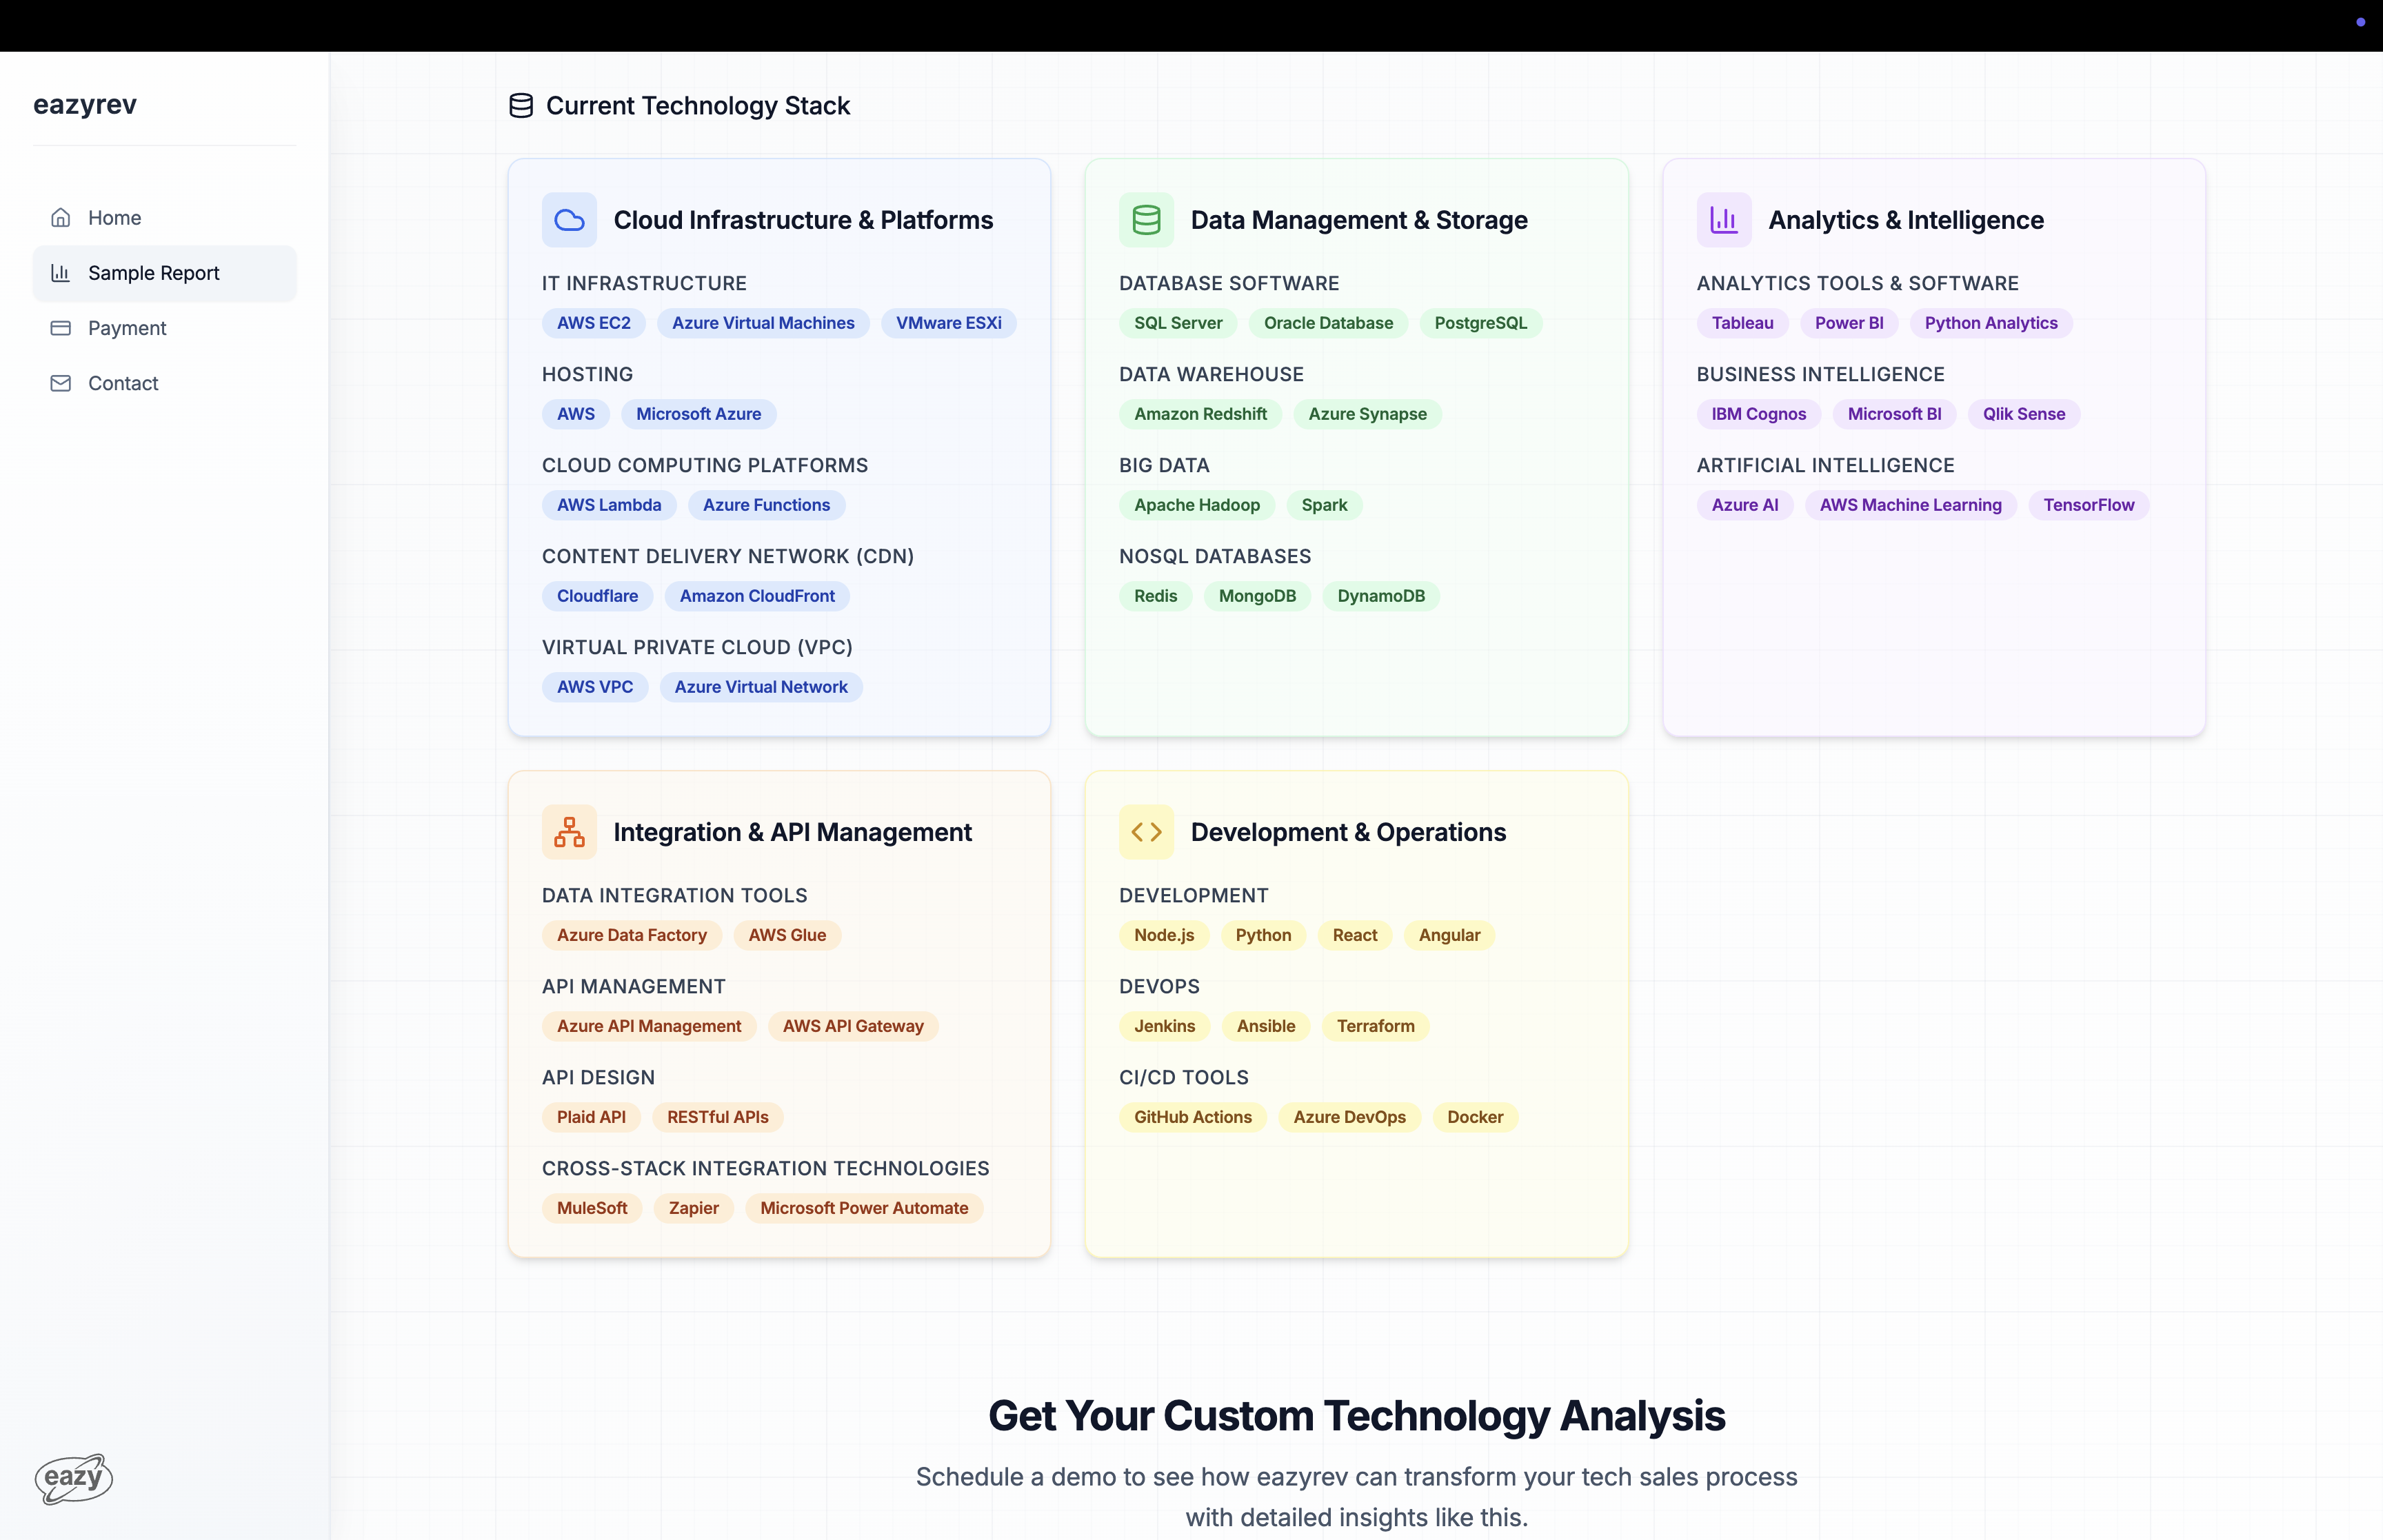 eazyrev
Home
Sample Report
Payment
Contact
eazy
Current Technology Stack
Cloud Infrastructure & Platforms
IT INFRASTRUCTURE
AWS EC2 Azure Virtual Machines VMware ESXi
HOSTING
AWS Microsoft Azure
CLOUD COMPUTING PLATFORMS
AWS Lambda Azure Functions
CONTENT DELIVERY NETWORK (CDN)
Cloudflare Amazon CloudFront
VIRTUAL PRIVATE CLOUD (VPC)
AWS VPC Azure Virtual Network
Data Management & Storage
DATABASE SOFTWARE
SQL Server Oracle Database PostgreSQL
DATA WAREHOUSE
Amazon Redshift Azure Synapse
BIG DATA
Apache Hadoop Spark
NOSQL DATABASES
Redis MongoDB DynamoDB
Analytics & Intelligence
ANALYTICS TOOLS & SOFTWARE
Tableau Power BI Python Analytics
BUSINESS INTELLIGENCE
IBM Cognos Microsoft BI Qlik Sense
ARTIFICIAL INTELLIGENCE
Azure AI AWS Machine Learning TensorFlow
Integration & API Management
DATA INTEGRATION TOOLS
Azure Data Factory AWS Glue
API MANAGEMENT
Azure API Management AWS API Gateway
API DESIGN
Plaid API RESTful APIs
CROSS-STACK INTEGRATION TECHNOLOGIES
MuleSoft Zapier Microsoft Power Automate
Development & Operations
DEVELOPMENT
Node.js Python React Angular
DEVOPS
Jenkins Ansible Terraform
CI/CD TOOLS
GitHub Actions Azure DevOps Docker
Get Your Custom Technology Analysis
Schedule a demo to see how eazyrev can transform your tech sales process
with detailed insights like this.